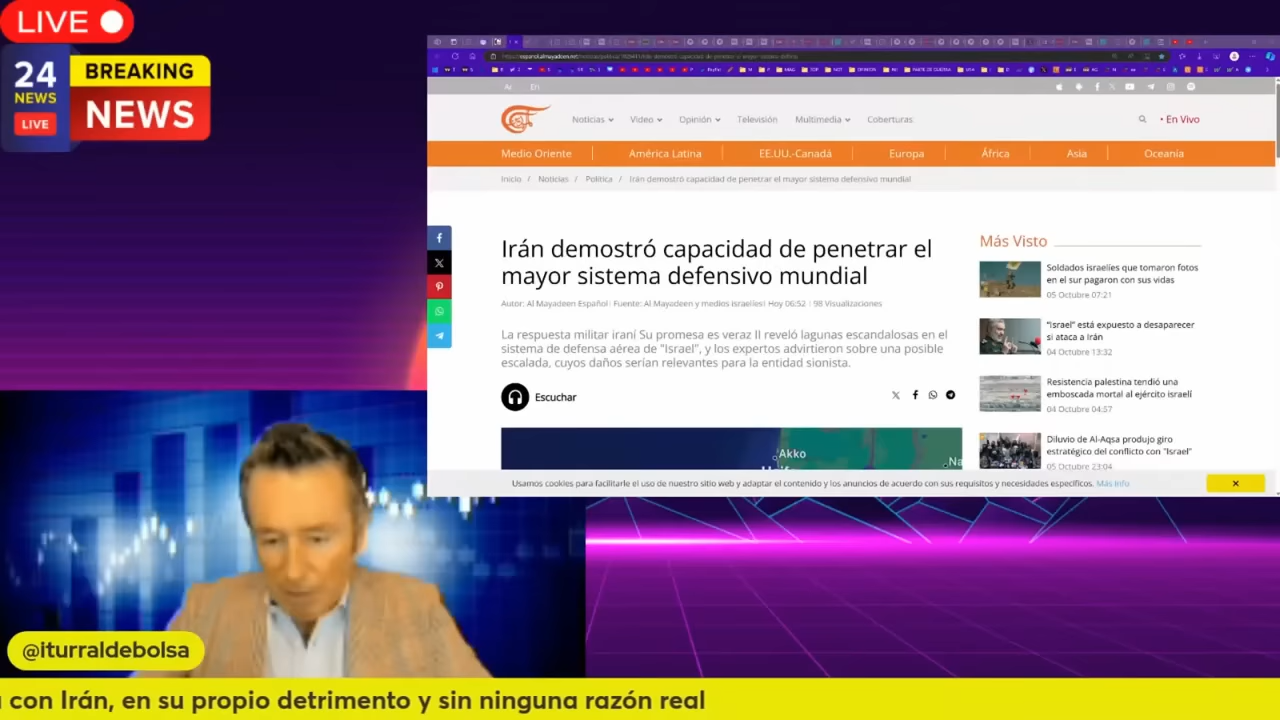 LIVE
24
NEWS
LIVE
BREAKING
NEWS
Ar
En
Noticias
Video
Opinión
Televisión
Multimedia
Coberturas
• En Vivo
Medio Oriente
América Latina
EE.UU.-Canadá
Europa
África
Asia
Oceania
Inicio / Noticias / Política / Irán demostró capacidad de penetrar el mayor sistema defensivo mundial
Irán demostró capacidad de penetrar el
mayor sistema defensivo mundial
Autor: Al Mayadeen Español| Fuente: Al Mayadeen y medios israelíes| Hoy 06:52 | 98 Visualizaciones
La respuesta militar iraní Su promesa es veraz II reveló lagunas escandalosas en el
sistema de defensa aérea de "Israel", y los expertos advirtieron sobre una posible
escalada, cuyos daños serían relevantes para la entidad sionista.
Escuchar
Akko
Na
Más Visto
Soldados israelíes que tomaron fotos
en el sur pagaron con sus vidas
05 Octubre 07:21
"Israel" está expuesto a desaparecer
si ataca a Irán
04 Octubre 13:32
Resistencia palestina tendió una
emboscada mortal al ejército israelí
04 Octubre 04:57
Diluvio de Al-Aqsa produjo giro
estratégico del conflicto con "Israel"
05 Octubre 23:04
Usamos cookies para facilitarle el uso de nuestro sitio web y adaptar el contenido y los anuncios de acuerdo con sus requisitos y necesidades específicos. Más info
@iturraldebolsa
con Irán, en su propio detrimento y sin ninguna razón real